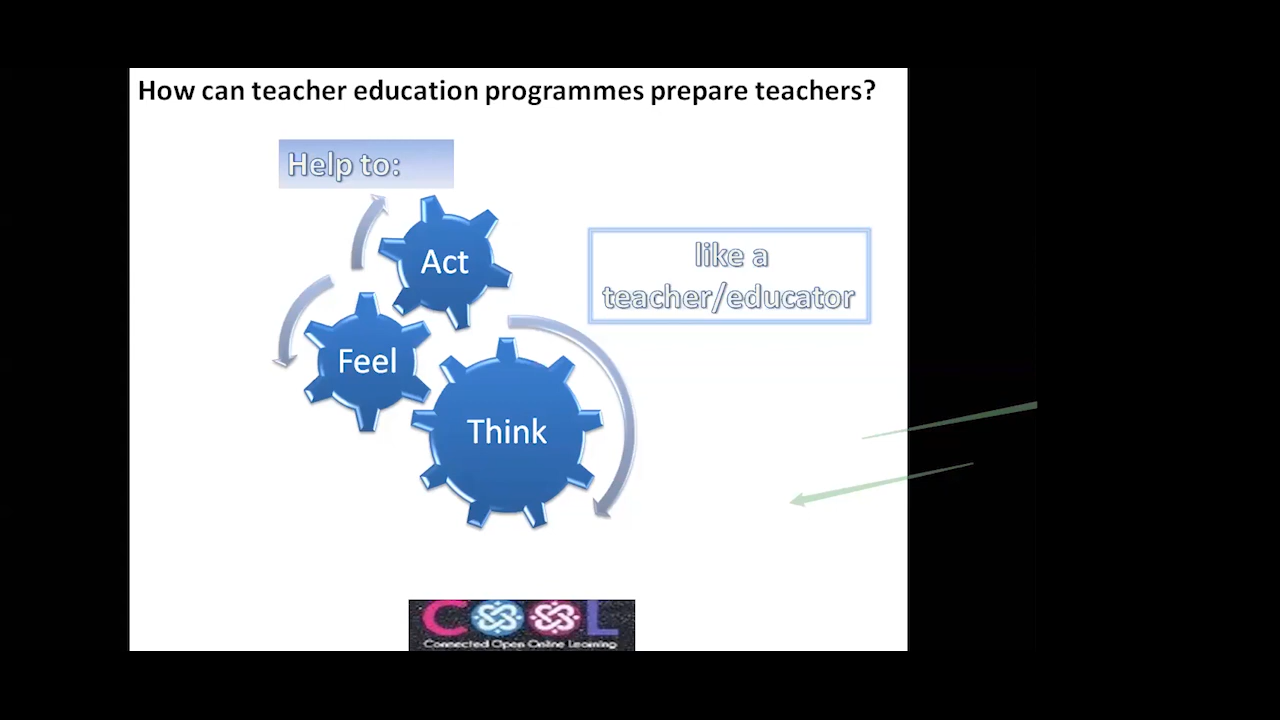 How can teacher education programmes prepare teachers?
Help to:
Act
like a
teacher/educator
Feel
Think
COOL
Connected Open Online Learning